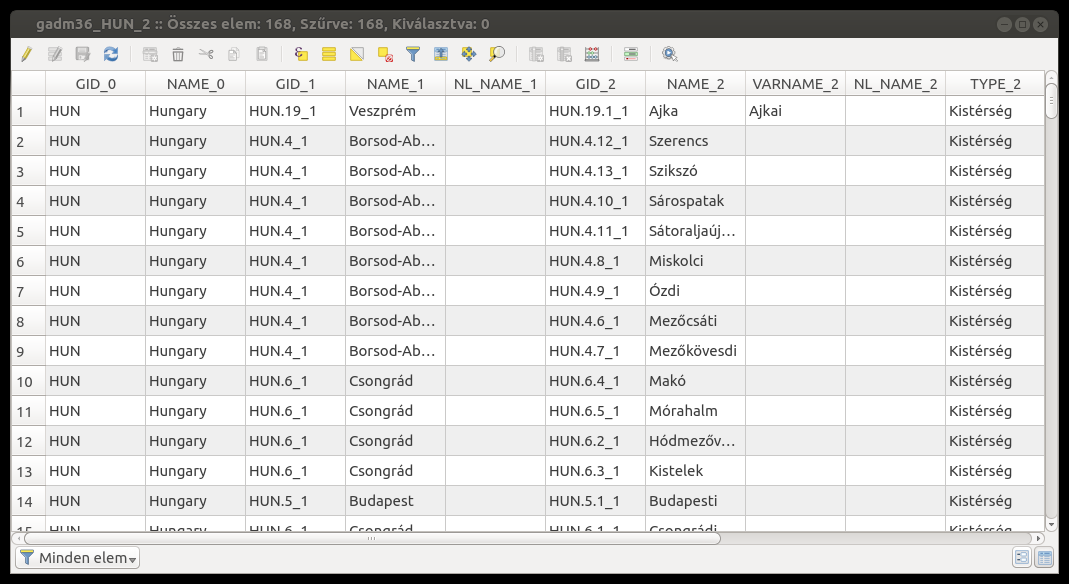 gadm36_HUN_2 :: Összes elem: 168, Szűrve: 168, Kiválasztva: 0
GID_0 NAME_0 GID_1 NAME_1 NL_NAME_1 GID_2 NAME_2 VARNAME_2 NL_NAME_2 TYPE_2
1 HUN Hungary HUN.19_1 Veszprém HUN.19.1_1 Ajka Ajkai Kistérség
2 HUN Hungary HUN.4_1 Borsod-Ab... HUN.4.12_1 Szerencs Kistérség
3 HUN Hungary HUN.4_1 Borsod-Ab... HUN.4.13_1 Szikszó Kistérség
4 HUN Hungary HUN.4_1 Borsod-Ab... HUN.4.10_1 Sárospatak Kistérség
5 HUN Hungary HUN.4_1 Borsod-Ab... HUN.4.11_1 Sátoraljaúj... Kistérség
6 HUN Hungary HUN.4_1 Borsod-Ab... HUN.4.8_1 Miskolci Kistérség
7 HUN Hungary HUN.4_1 Borsod-Ab... HUN.4.9_1 Ózdi Kistérség
8 HUN Hungary HUN.4_1 Borsod-Ab... HUN.4.6_1 Mezőcsáti Kistérség
9 HUN Hungary HUN.4_1 Borsod-Ab... HUN.4.7_1 Mezőkövesdi Kistérség
10 HUN Hungary HUN.6_1 Csongrád HUN.6.4_1 Makó Kistérség
11 HUN Hungary HUN.6_1 Csongrád HUN.6.5_1 Mórahalm Kistérség
12 HUN Hungary HUN.6_1 Csongrád HUN.6.2_1 Hódmezőv... Kistérség
13 HUN Hungary HUN.6_1 Csongrád HUN.6.3_1 Kistelek Kistérség
14 HUN Hungary HUN.5_1 Budapest HUN.5.1_1 Budapesti Kistérség
15 HUN Hungary HUN.6_1 Csongrád HUN.6.1_1 Csongrádi Kistérség
Minden elem